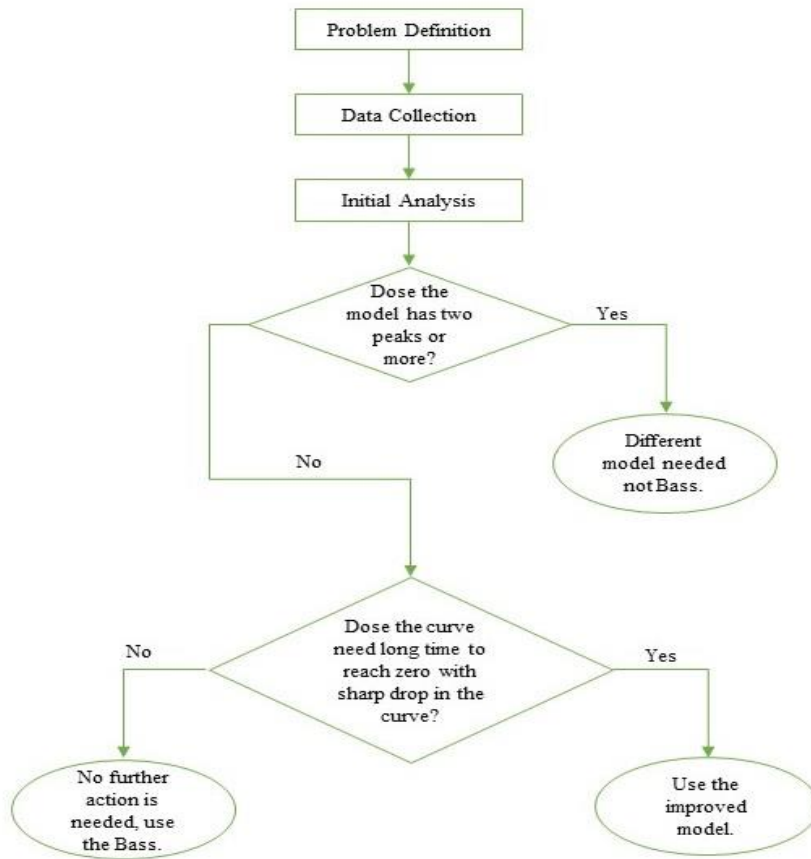 Problem Definition
Data Collection
Initial Analysis
Dose the
model has two
peaks or
more?
Yes
Different
model needed
not Bass.
No
Dose the curve
need long time to
reach zero with
sharp drop in the
curve?
No
Yes
No further
action is
needed, use
the Bass.
Use the
improved
model.